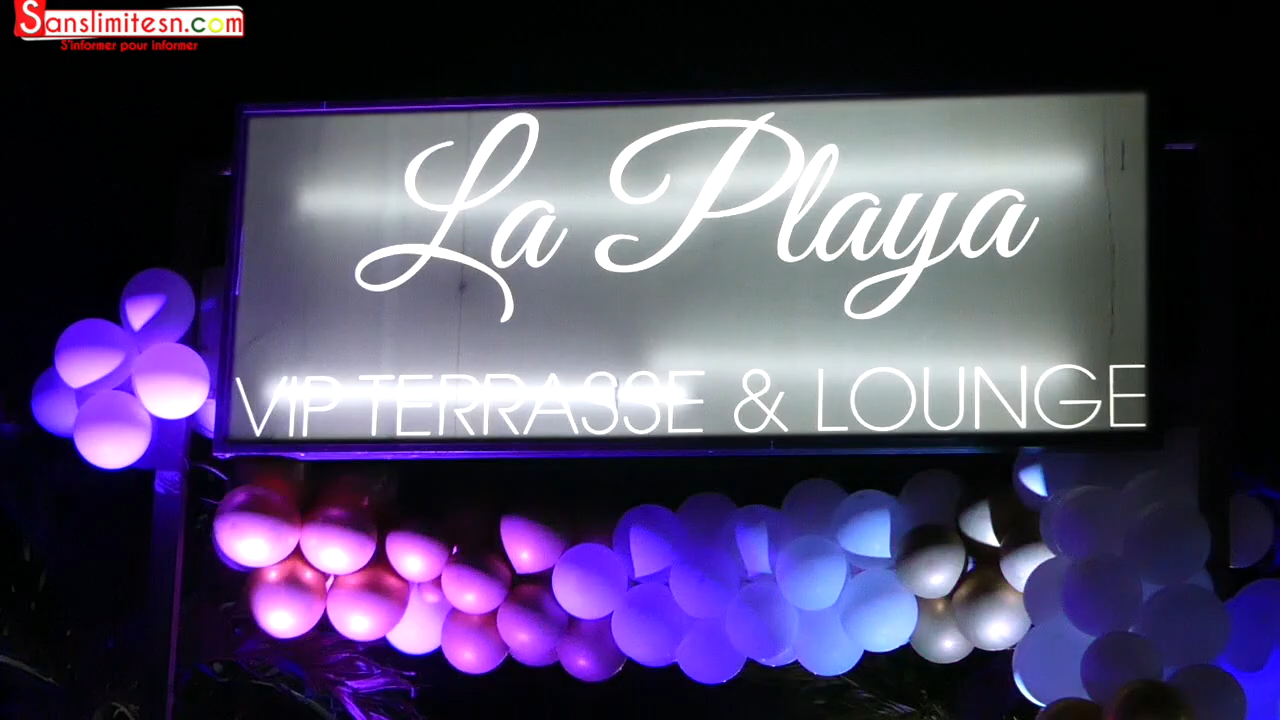 Sanslimitesn.com
S'informer pour informer
La Playa
VIP TERRASSE & LOUNGE